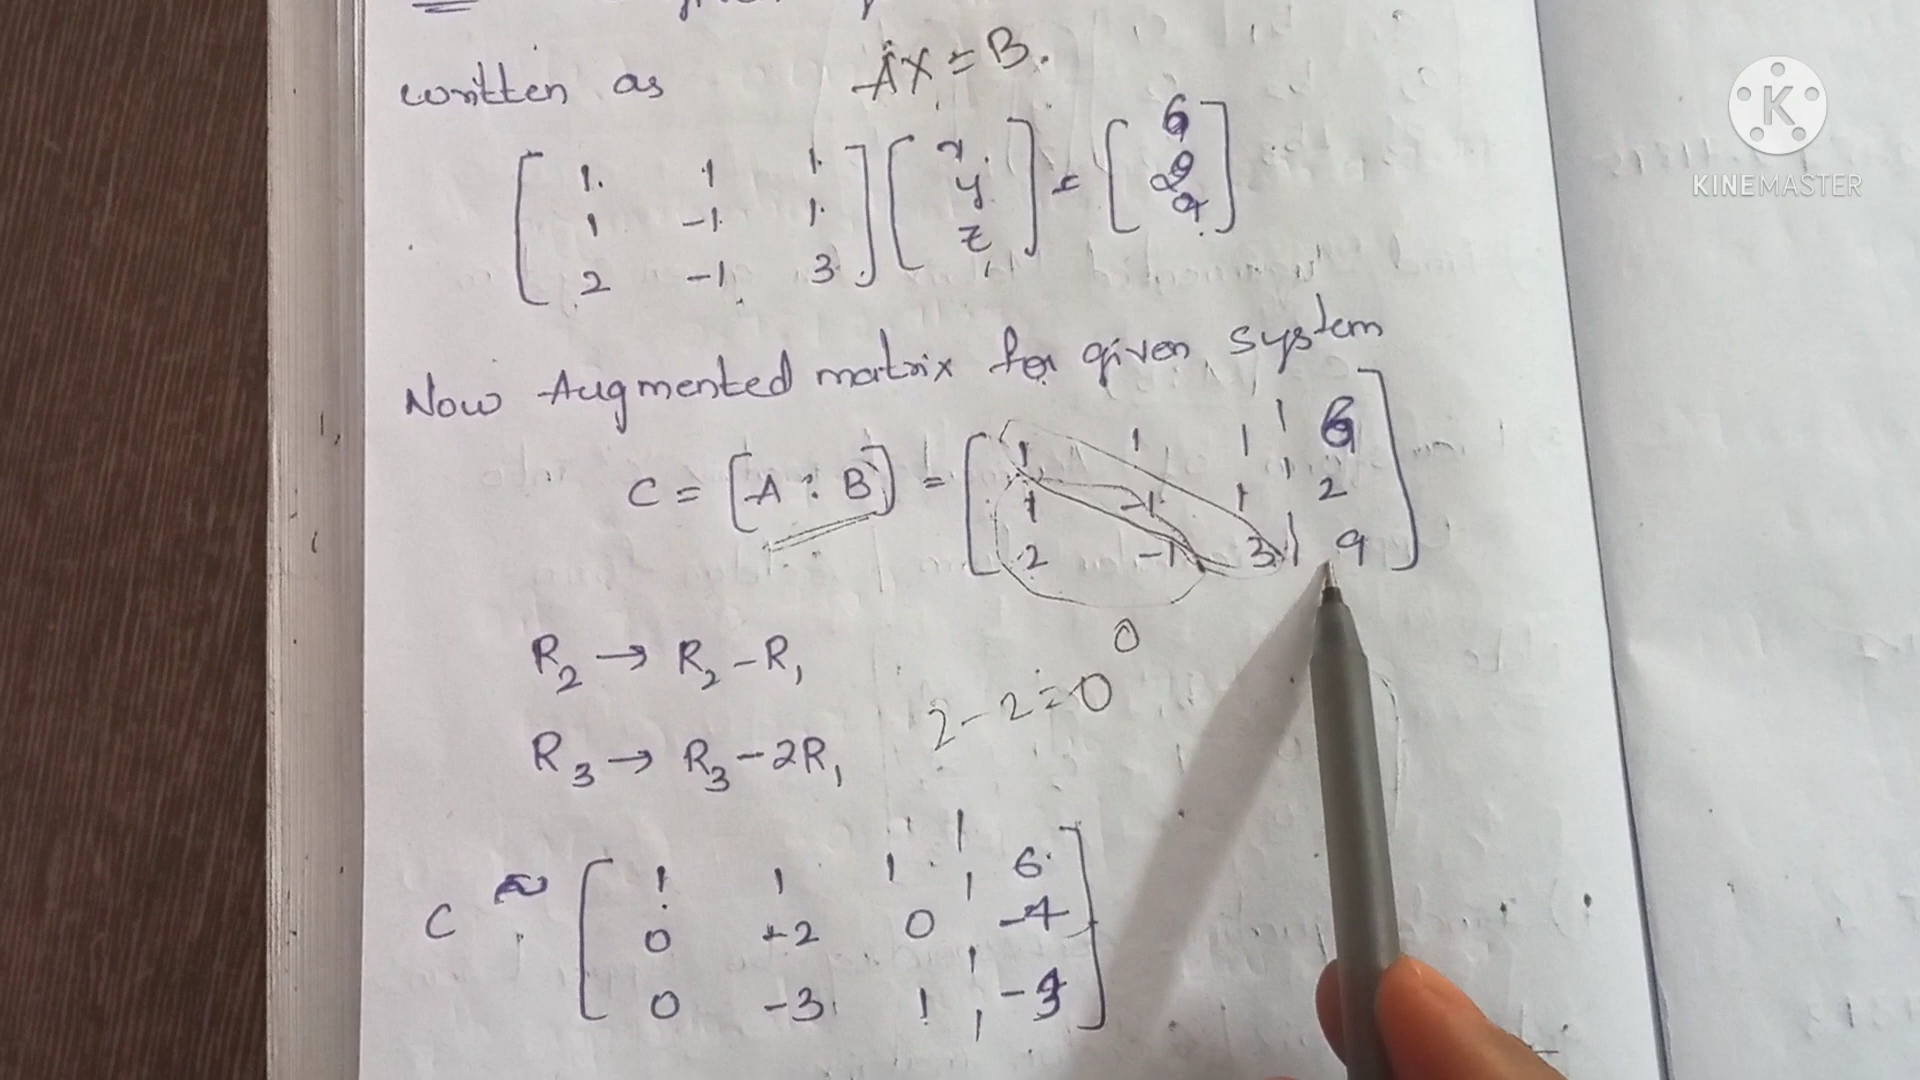 written as AX = B.
[ 1 1 1 ] [ x ] = [ 6 ]
[ 1 -1 1 ] [ y ] [ 2 ]
[ 2 -1 3 ] [ z ] [ 9 ]
Now Augmented matrix for given system
C = [A : B] = [ 1 1 1 | 6 ]
[ 1 -1 1 | 2 ]
[ 2 -1 3 | 9 ]
R2 → R2 - R1
R3 → R3 - 2R1
2 - 2 = 0
0
C ~ [ 1 1 1 | 6 ]
[ 0 -2 0 | -4 ]
[ 0 -3 1 | -3 ]
KINEMASTER